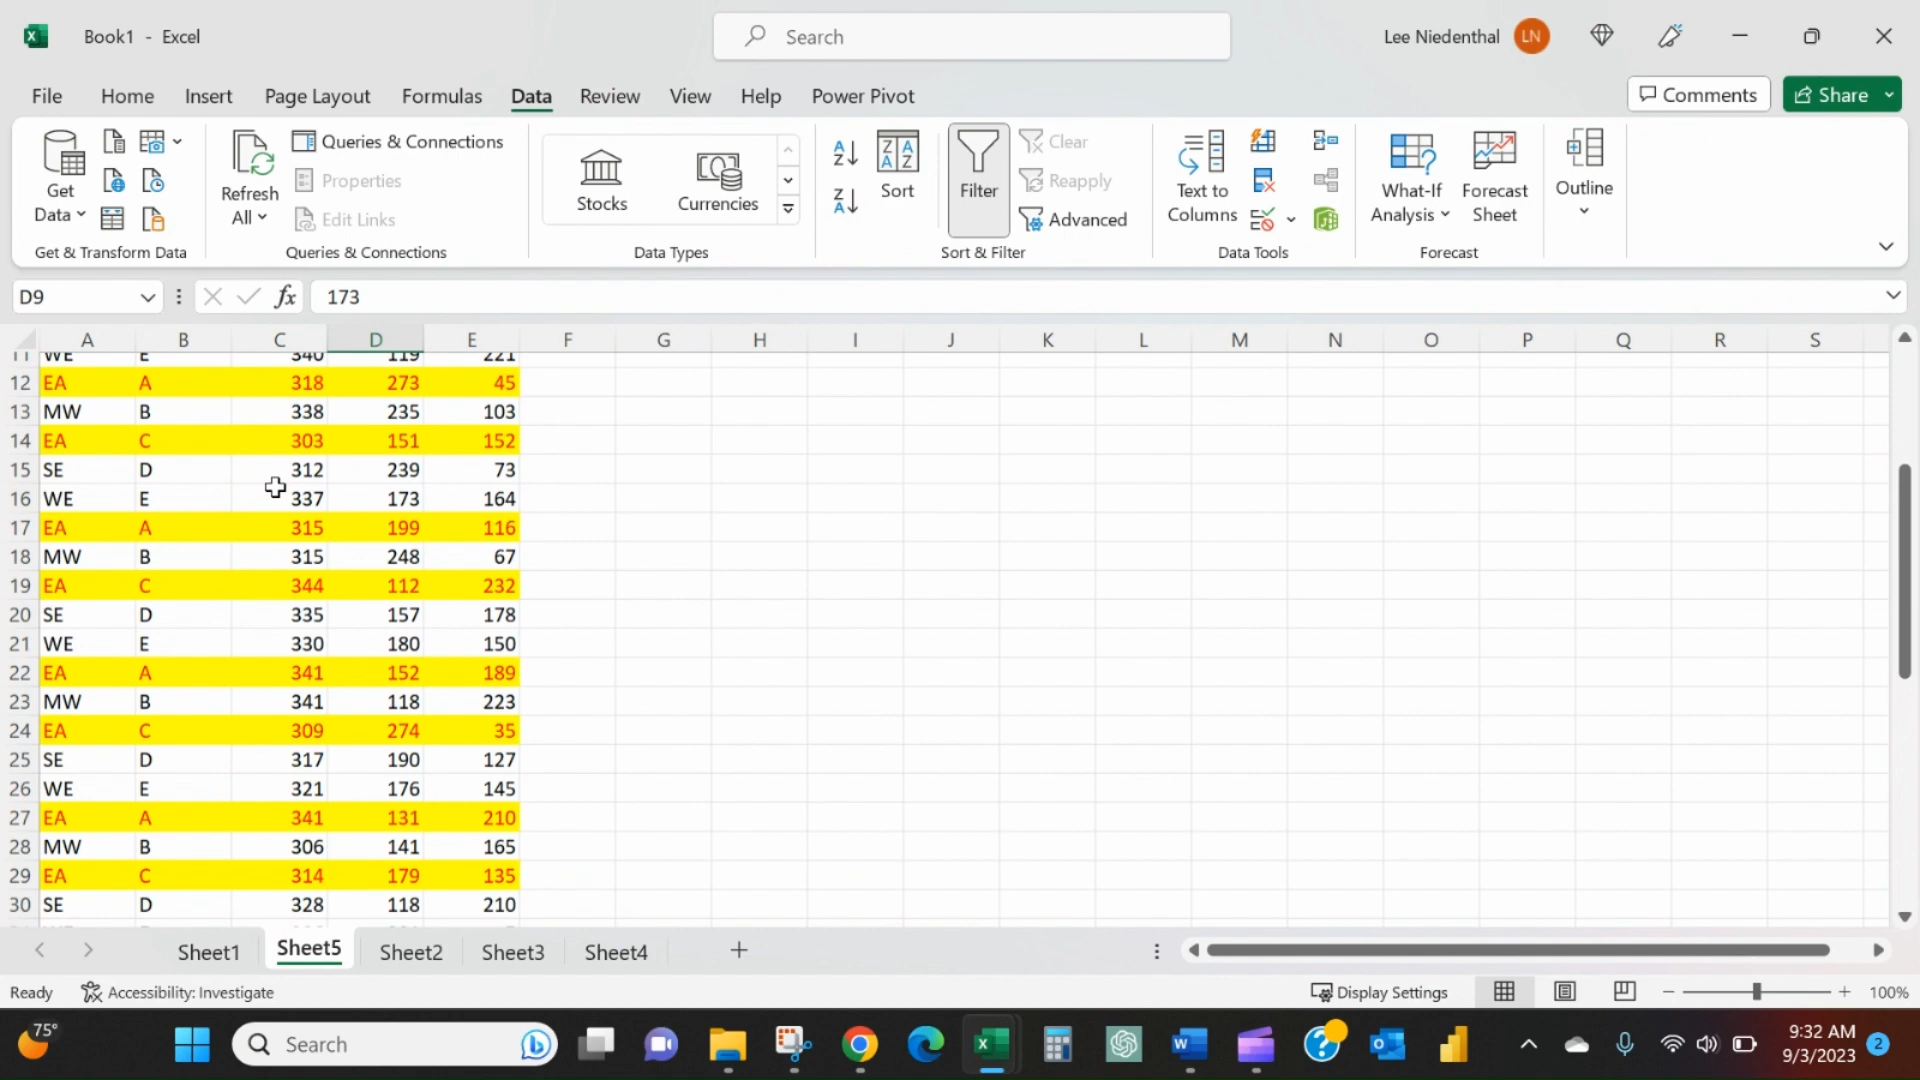 Book1 - Excel
Search
Lee Niedenthal LN
File Home Insert Page Layout Formulas Data Review View Help Power Pivot
Comments Share
Get Data
Refresh All
Queries & Connections
Properties
Edit Links
Stocks
Currencies
Sort
Filter
Clear
Reapply
Advanced
Text to Columns
What-If Analysis
Forecast Sheet
Outline
Get & Transform Data
Queries & Connections
Data Types
Sort & Filter
Data Tools
Forecast
D9 fx 173
A B C D E F G H I J K L M N O P Q R S
11 WE E 340 119 221
12 EA A 318 273 45
13 MW B 338 235 103
14 EA C 303 151 152
15 SE D 312 239 73
16 WE E 337 173 164
17 EA A 315 199 116
18 MW B 315 248 67
19 EA C 344 112 232
20 SE D 335 157 178
21 WE E 330 180 150
22 EA A 341 152 189
23 MW B 341 118 223
24 EA C 309 274 35
25 SE D 317 190 127
26 WE E 321 176 145
27 EA A 341 131 210
28 MW B 306 141 165
29 EA C 314 179 135
30 SE D 328 118 210
Sheet1 Sheet5 Sheet2 Sheet3 Sheet4
Ready Accessibility: Investigate Display Settings 100%
75°
Search
9:32 AM
9/3/2023
2